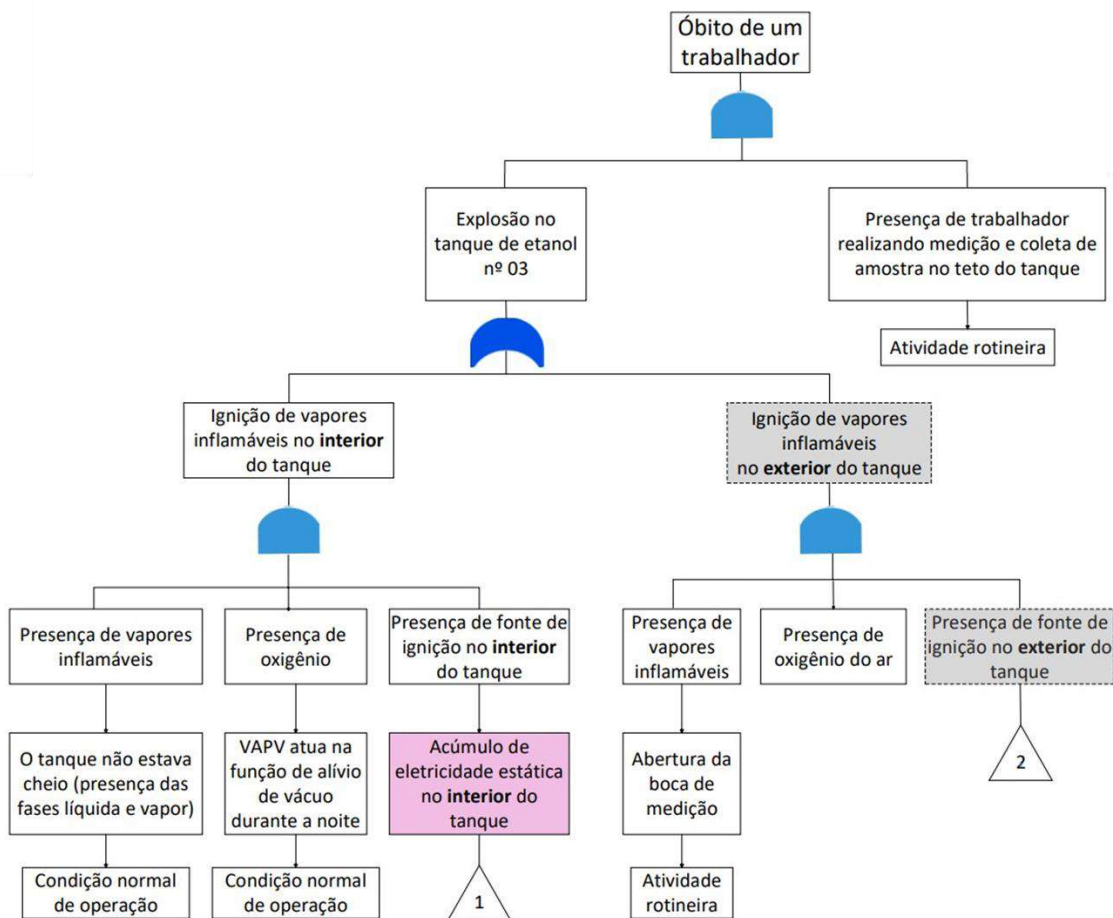 Óbito de um
trabalhador
Explosão no
tanque de etanol
nº 03
Presença de trabalhador
realizando medição e coleta de
amostra no teto do tanque
Atividade rotineira
Ignição de vapores
inflamáveis no interior
do tanque
Ignição de vapores
inflamáveis
no exterior do tanque
Presença de vapores
inflamáveis
Presença de
oxigênio
Presença de fonte de
ignição no interior
do tanque
Presença de
vapores
inflamáveis
Presença de
oxigênio do ar
Presença de fonte de
ignição no exterior do
tanque
O tanque não estava
cheio (presença das
fases líquida e vapor)
VAPV atua na
função de alívio
de vácuo
durante a noite
Acúmulo de
eletricidade estática
no interior do
tanque
Abertura da
boca de
medição
2
Condição normal
de operação
Condição normal
de operação
1
Atividade
rotineira